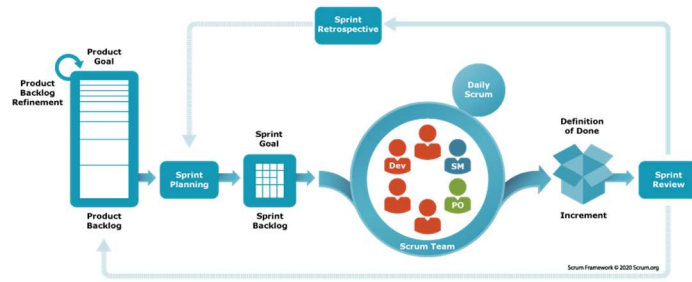 Sprint
Retrospective
Product
Goal
Product
Backlog
Refinement
Daily
Scrum
Sprint
Goal
Definition
of Done
Dev
SM
Sprint
Planning
Sprint
Review
PO
Product
Backlog
Sprint
Backlog
Increment
Scrum Team
Scrum Framework © 2020 Scrum.org